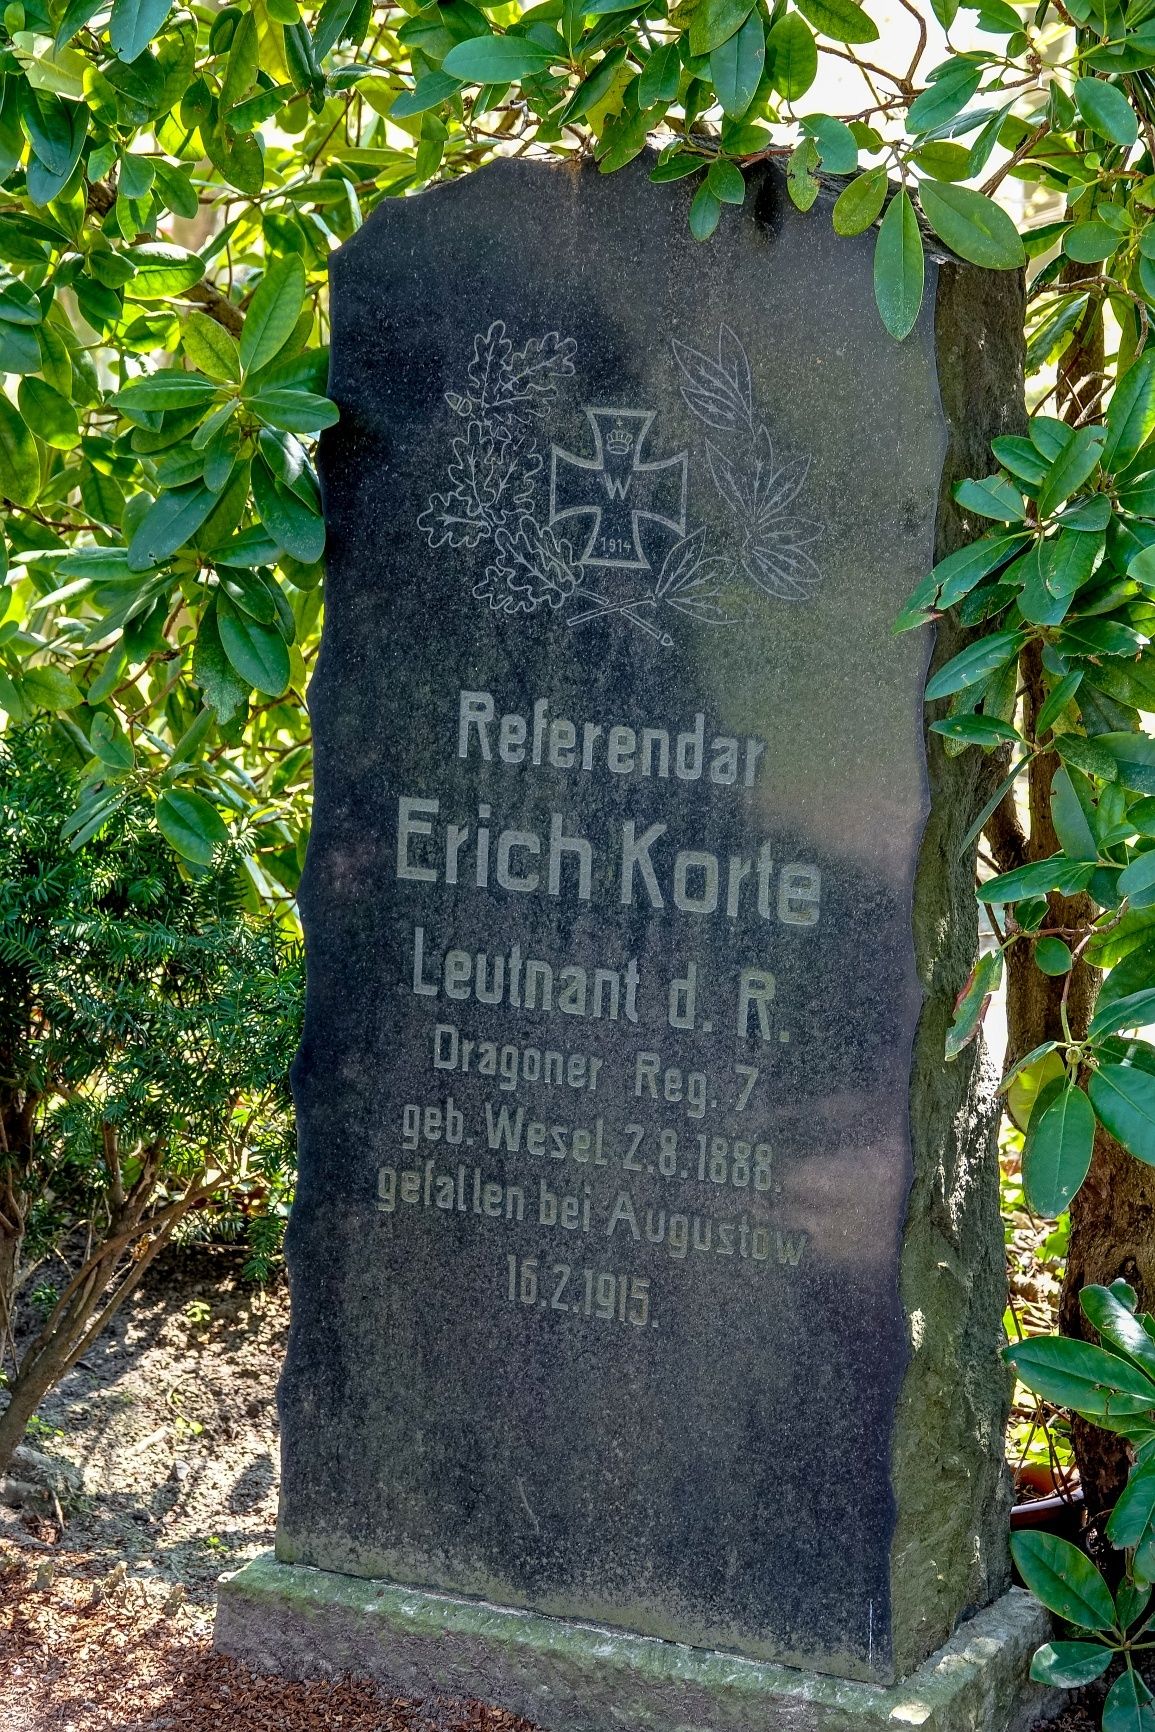 W
1914
Referendar
Erich Korte
Leutnant d. R.
Dragoner Reg. 7.
geb. Wesel 2.8.1888.
gefallen bei Augustow
16.2.1915.